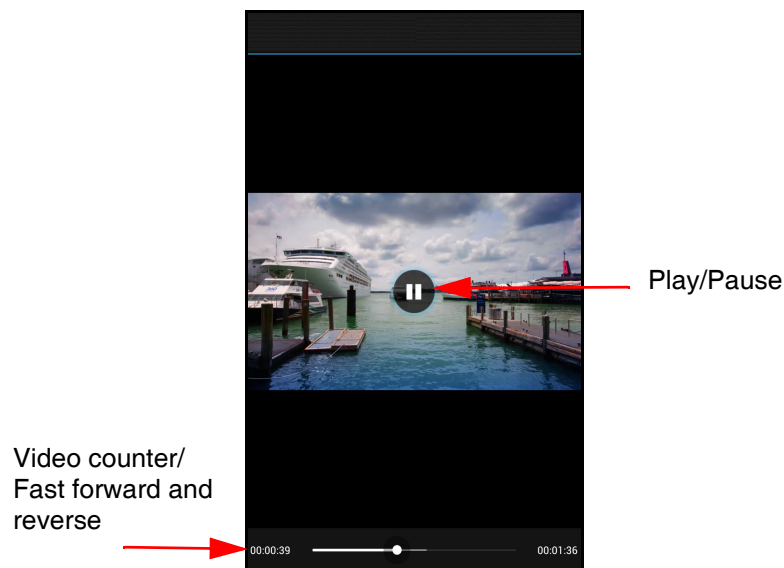 Play/Pause
Video counter/
Fast forward and
reverse
00:00:39
00:01:36